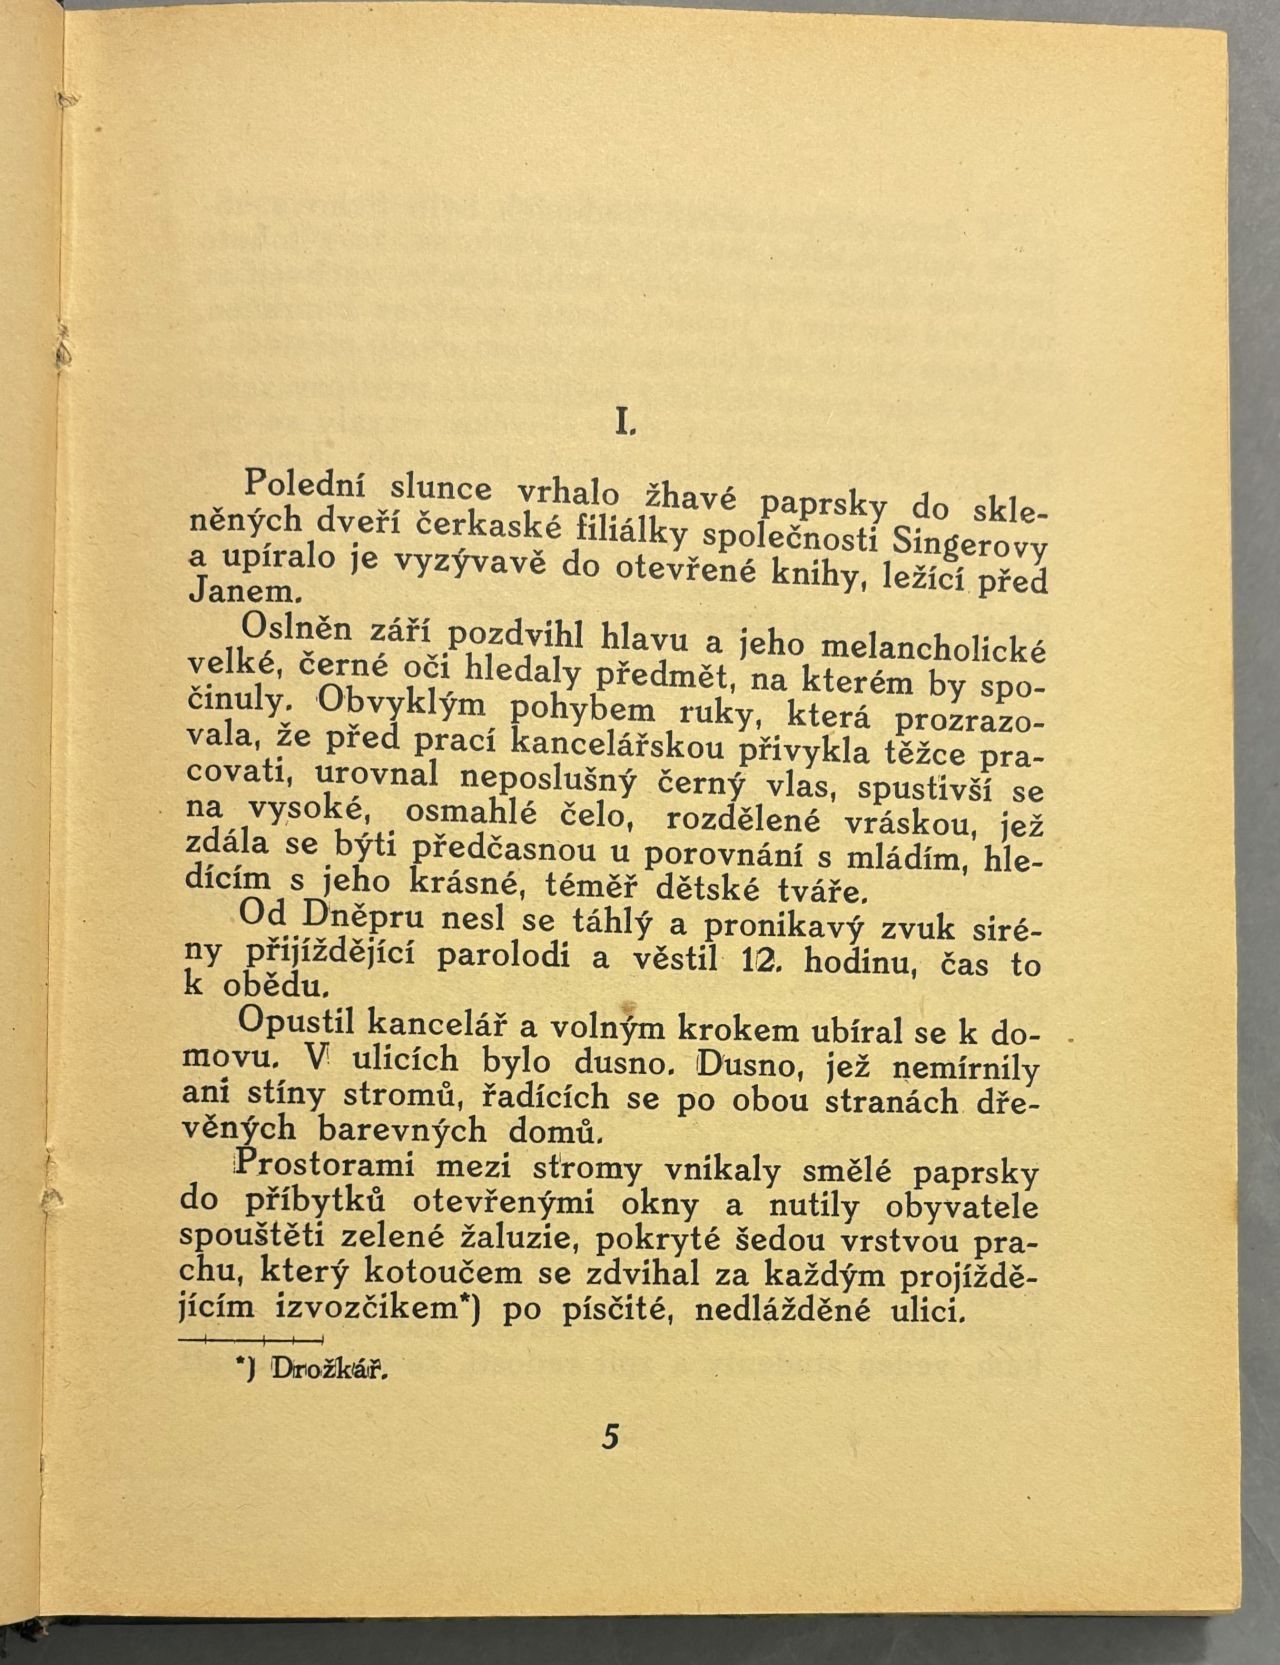 I.
Polední slunce vrhalo žhavé paprsky do skle-
něných dveří čerkaské filiálky společnosti Singerovy
a upíralo je vyzývavě do otevřené knihy, ležící před
Janem.
Oslněn září pozdvihl hlavu a jeho melancholické
velké, černé oči hledaly předmět, na kterém by spo-
činuly. Obvyklým pohybem ruky, která prozrazo-
vala, že před prací kancelářskou přivykla těžce pra-
covati, urovnal neposlušný černý vlas, spustivší se
na vysoké, osmahlé čelo, rozdělené vráskou, jež
zdála se býti předčasnou u porovnání s mládím, hle-
dícím s jeho krásné, téměř dětské tváře.
Od Dněpru nesl se táhlý a pronikavý zvuk siré-
ny přijíždějící parolodi a věstil 12. hodinu, čas to
k obědu.
Opustil kancelář a volným krokem ubíral se k do-
movu. V ulicích bylo dusno. Dusno, jež nemírnily
ani stíny stromů, řadících se po obou stranách dře-
věných barevných domů.
Prostorami mezi stromy vnikaly smělé paprsky
do příbytků otevřenými okny a nutily obyvatele
spouštěti zelené žaluzie, pokryté šedou vrstvou pra-
chu, který kotoučem se zdvihal za každým projíždě-
jícím izvozčikem*) po písčité, nedlážděné ulici.
*) Drožkář.
5